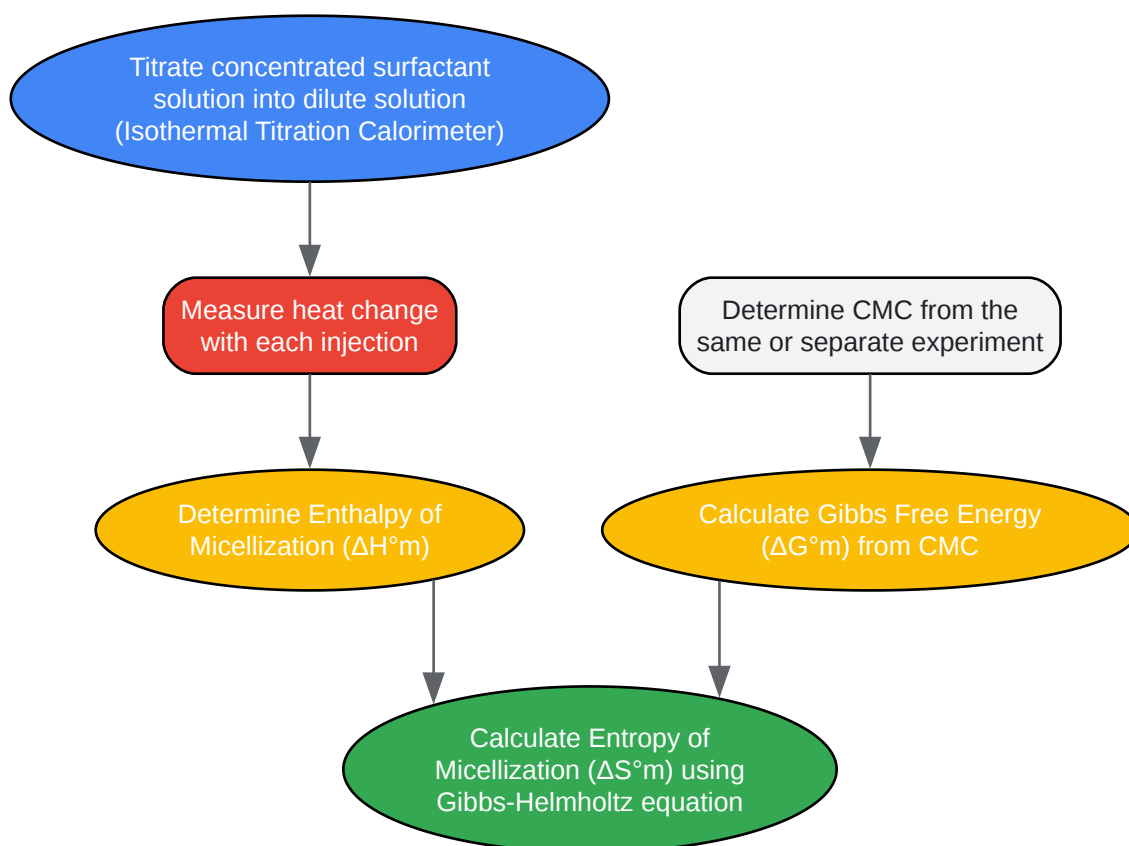 Titrate concentrated surfactant
solution into dilute solution
(Isothermal Titration Calorimeter)
Measure heat change
with each injection
Determine CMC from the
same or separate experiment
Determine Enthalpy of
Micellization (ΔH°m)
Calculate Gibbs Free Energy
(ΔG°m) from CMC
Calculate Entropy of
Micellization (ΔS°m) using
Gibbs-Helmholtz equation